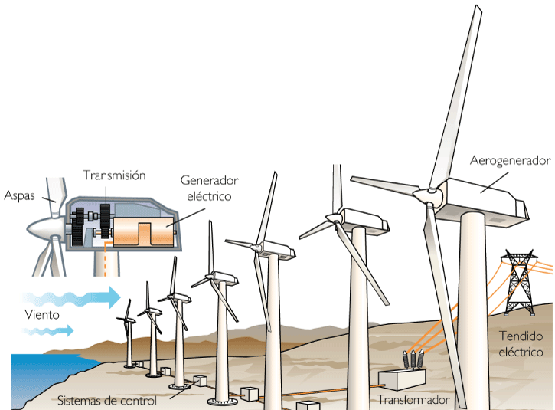 Transmisión
Aspas
Generador
eléctrico
Aerogenerador
Viento
Tendido
eléctrico
Sistemas de control
Transformador